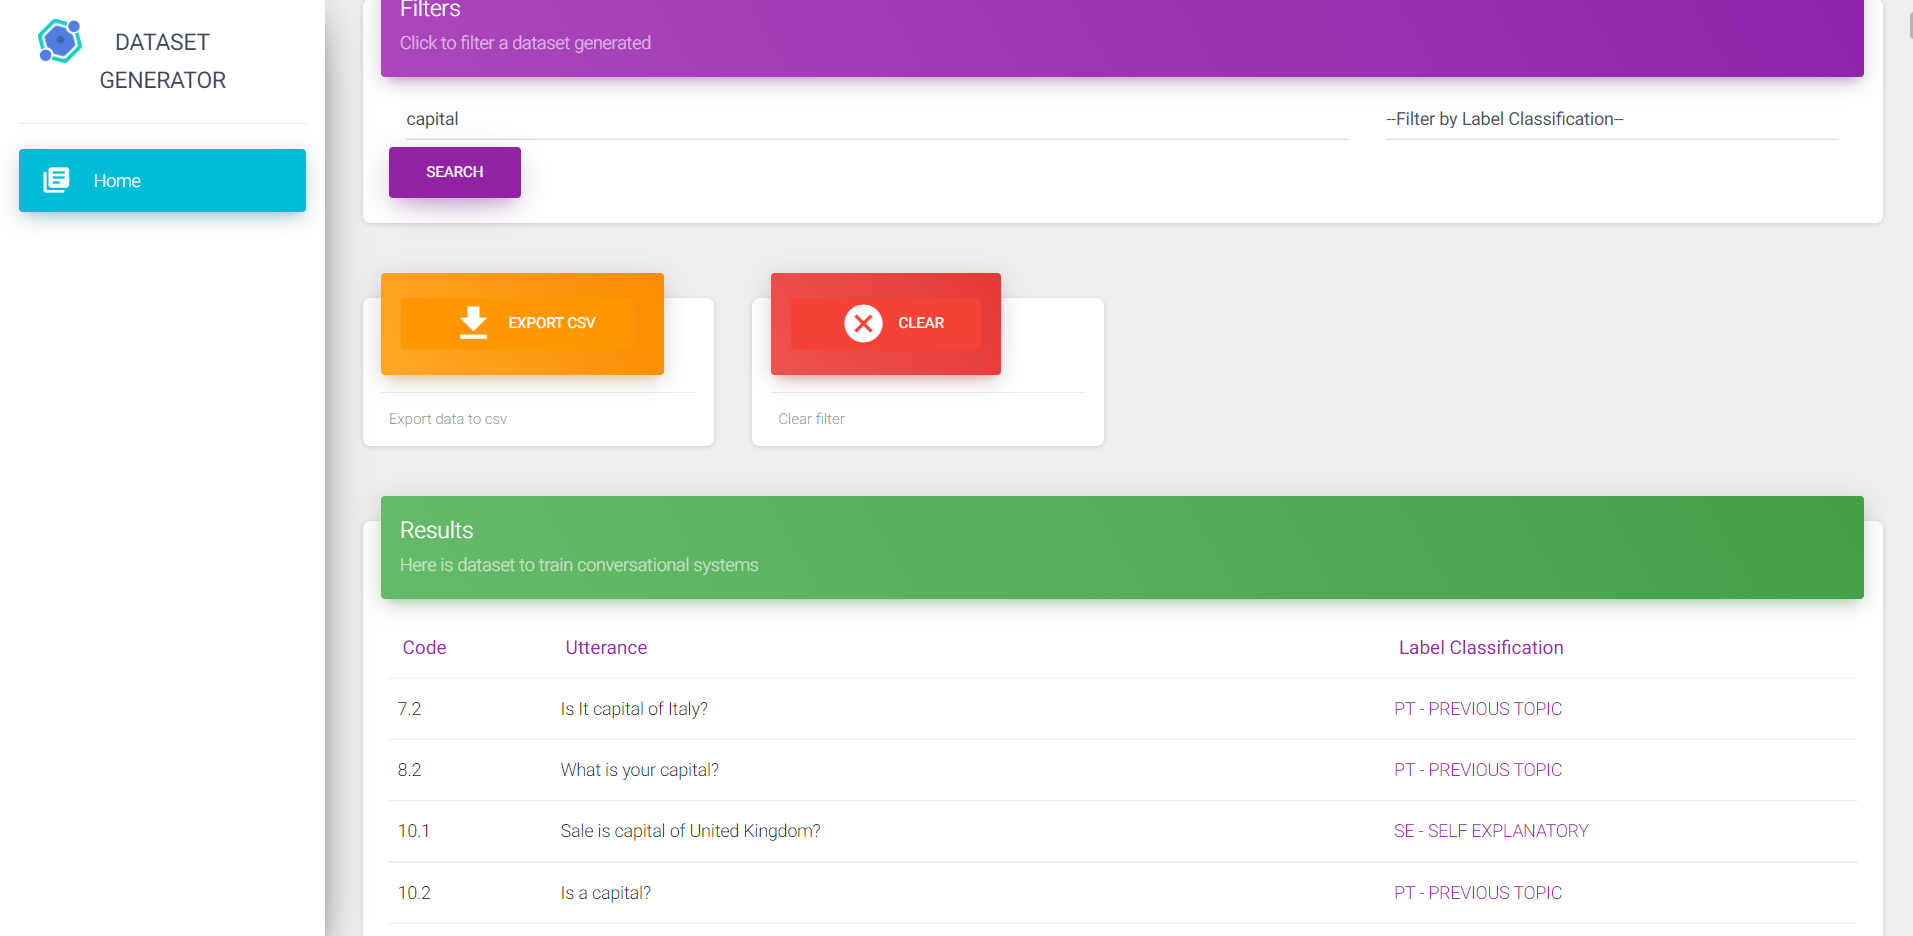 DATASET
GENERATOR
Home
Filters
Click to filter a dataset generated
capital
--Filter by Label Classification--
SEARCH
EXPORT CSV
CLEAR
Export data to csv
Clear filter
Results
Here is dataset to train conversational systems
Code Utterance Label Classification
7.2 Is It capital of Italy? PT - PREVIOUS TOPIC
8.2 What is your capital? PT - PREVIOUS TOPIC
10.1 Sale is capital of United Kingdom? SE - SELF EXPLANATORY
10.2 Is a capital? PT - PREVIOUS TOPIC